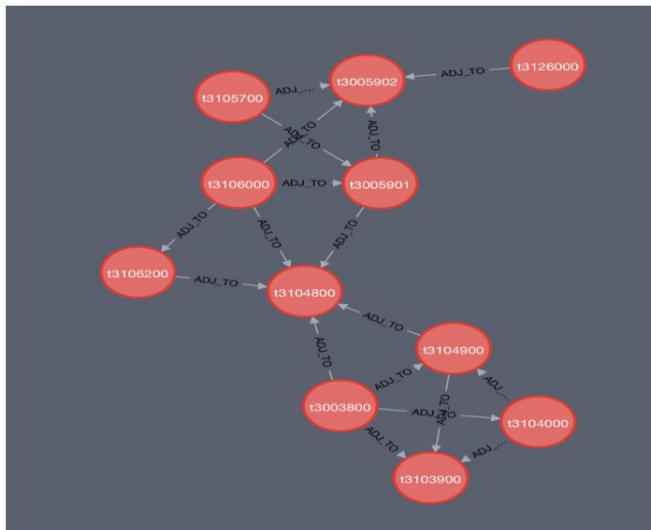 t3126000
t3005902
ADJ_TO
t3105700
ADJ_...
ADJ_TO
ADJ_TO
ADJ_TO
t3106000
ADJ_TO
t3005901
ADJ_TO
ADJ_TO
ADJ_TO
t3106200
ADJ_TO
t3104800
ADJ_TO
ADJ_TO
t3104900
ADJ_TO
ADJ_TO
ADJ_...
t3003800
ADJ_TO
t3104000
ADJ_TO
ADJ_...
t3103900